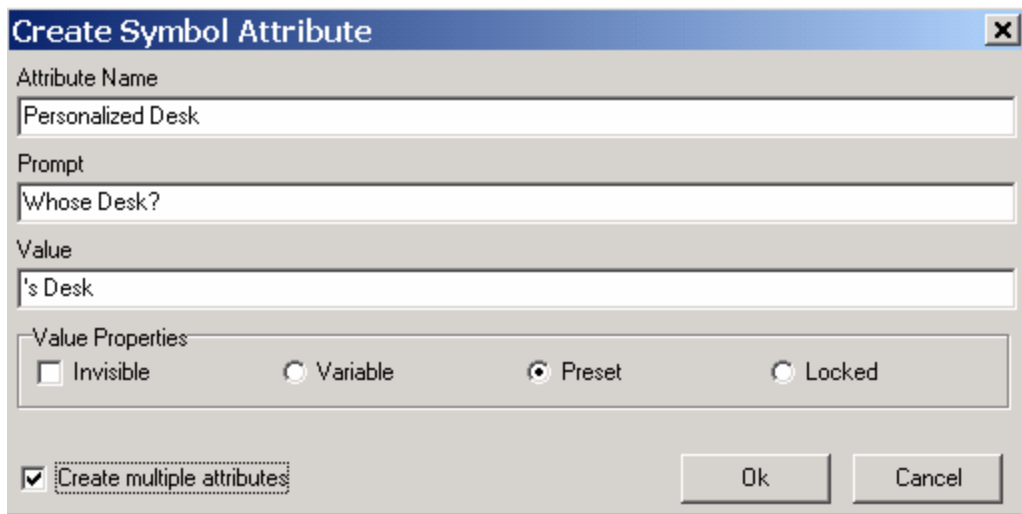 Create Symbol Attribute
Attribute Name
Personalized Desk
Prompt
Whose Desk?
Value
's Desk
Value Properties
Invisible Variable Preset Locked
Create multiple attributes Ok Cancel